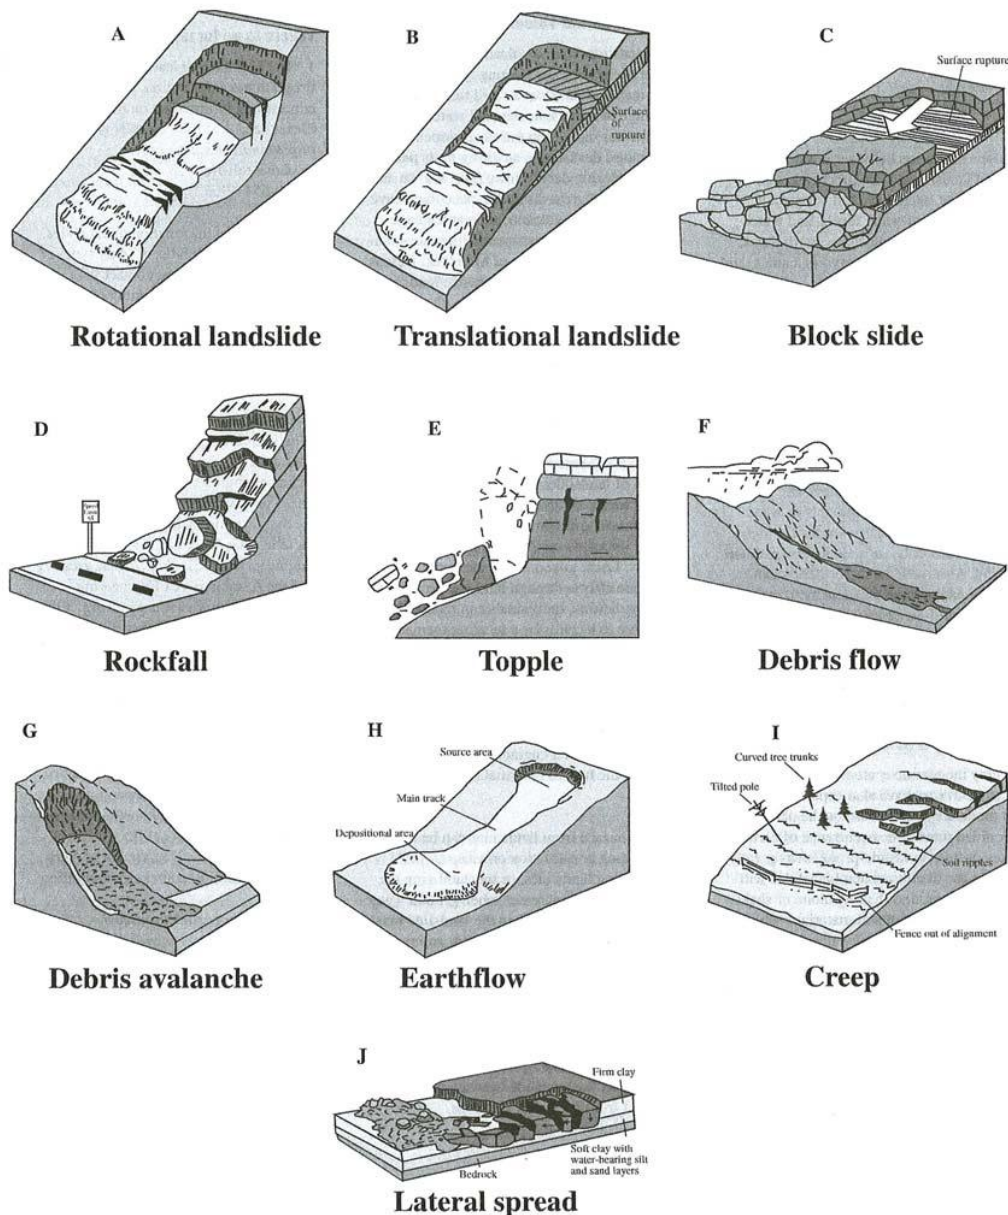 A
Rotational landslide
B
Surface
of
rupture
Toe
Translational landslide
C
Surface rupture
Block slide
D
Rockfall
E
Topple
F
Debris flow
G
Debris avalanche
H
Source area
Main track
Depositional area
Earthflow
I
Curved tree trunks
Tilted pole
Soil ripples
Fence out of alignment
Creep
J
Firm clay
Soft clay with
water-bearing silt
and sand layers
Bedrock
Lateral spread